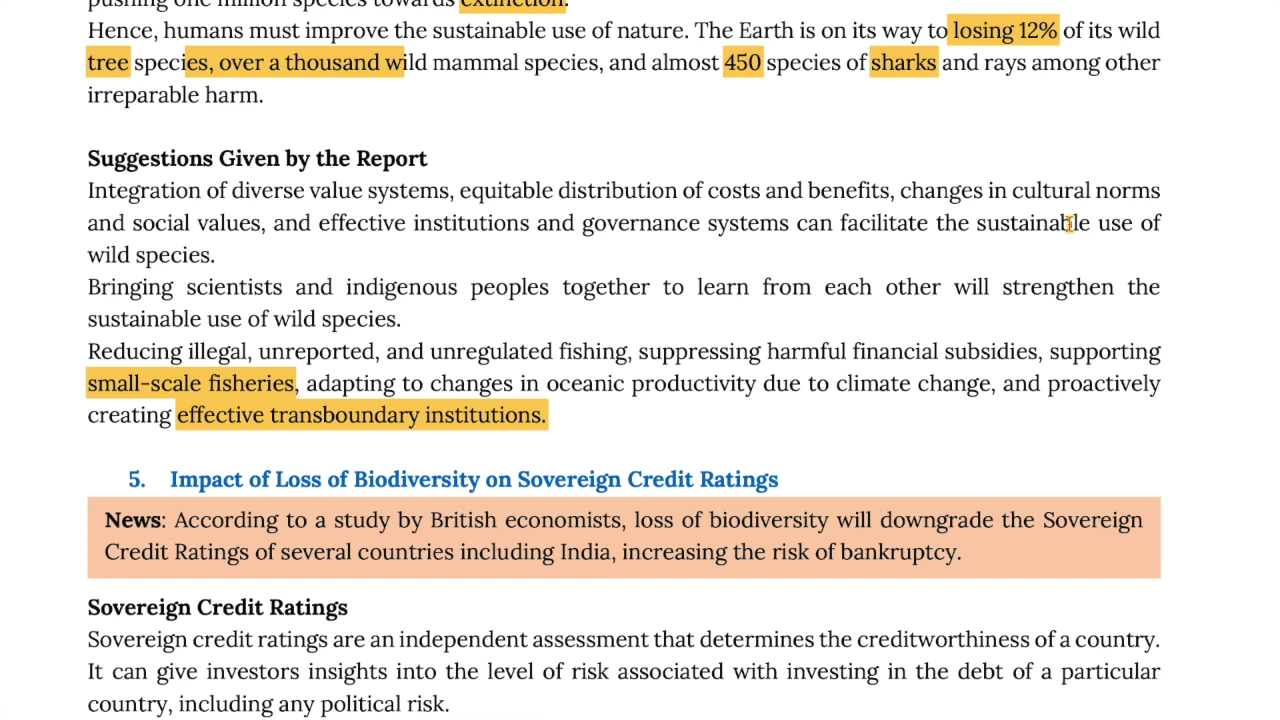 pushing one million species towards extinction.
Hence, humans must improve the sustainable use of nature. The Earth is on its way to losing 12% of its wild
tree species, over a thousand wild mammal species, and almost 450 species of sharks and rays among other
irreparable harm.
Suggestions Given by the Report
Integration of diverse value systems, equitable distribution of costs and benefits, changes in cultural norms
and social values, and effective institutions and governance systems can facilitate the sustainable use of
wild species.
Bringing scientists and indigenous peoples together to learn from each other will strengthen the
sustainable use of wild species.
Reducing illegal, unreported, and unregulated fishing, suppressing harmful financial subsidies, supporting
small-scale fisheries, adapting to changes in oceanic productivity due to climate change, and proactively
creating effective transboundary institutions.
5. Impact of Loss of Biodiversity on Sovereign Credit Ratings
News: According to a study by British economists, loss of biodiversity will downgrade the Sovereign
Credit Ratings of several countries including India, increasing the risk of bankruptcy.
Sovereign Credit Ratings
Sovereign credit ratings are an independent assessment that determines the creditworthiness of a country.
It can give investors insights into the level of risk associated with investing in the debt of a particular
country, including any political risk.